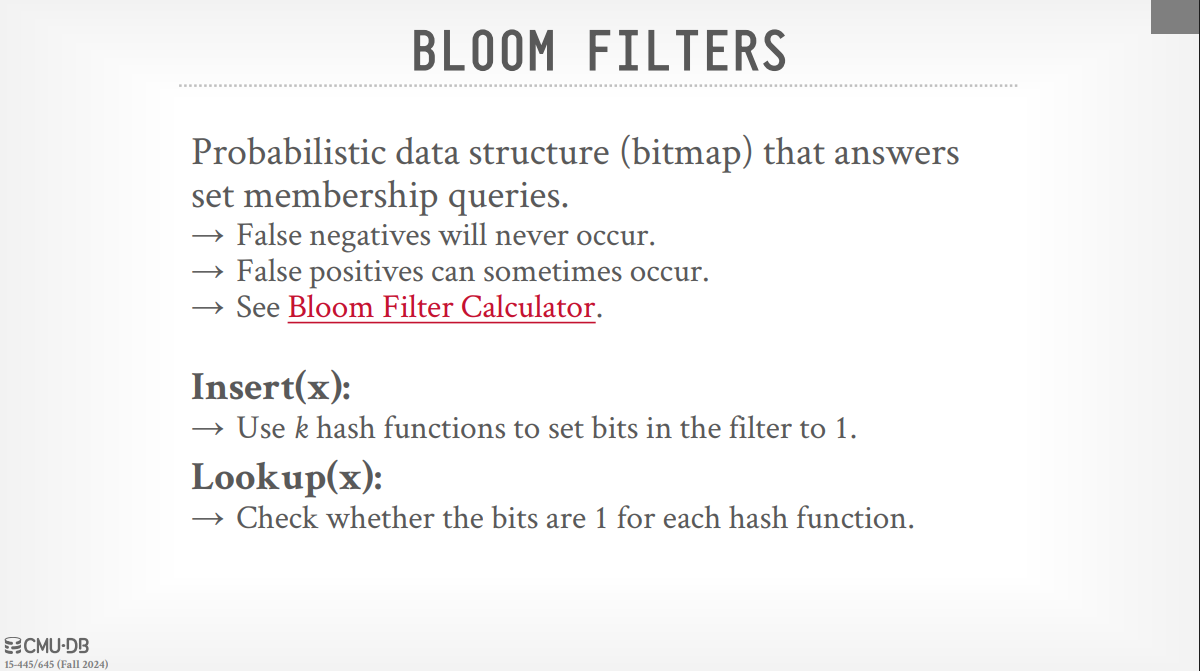 BLOOM FILTERS
Probabilistic data structure (bitmap) that answers
set membership queries.
→ False negatives will never occur.
→ False positives can sometimes occur.
→ See Bloom Filter Calculator.
Insert(x):
→ Use k hash functions to set bits in the filter to 1.
Lookup(x):
→ Check whether the bits are 1 for each hash function.
CMU·DB
15-445/645 (Fall 2024)